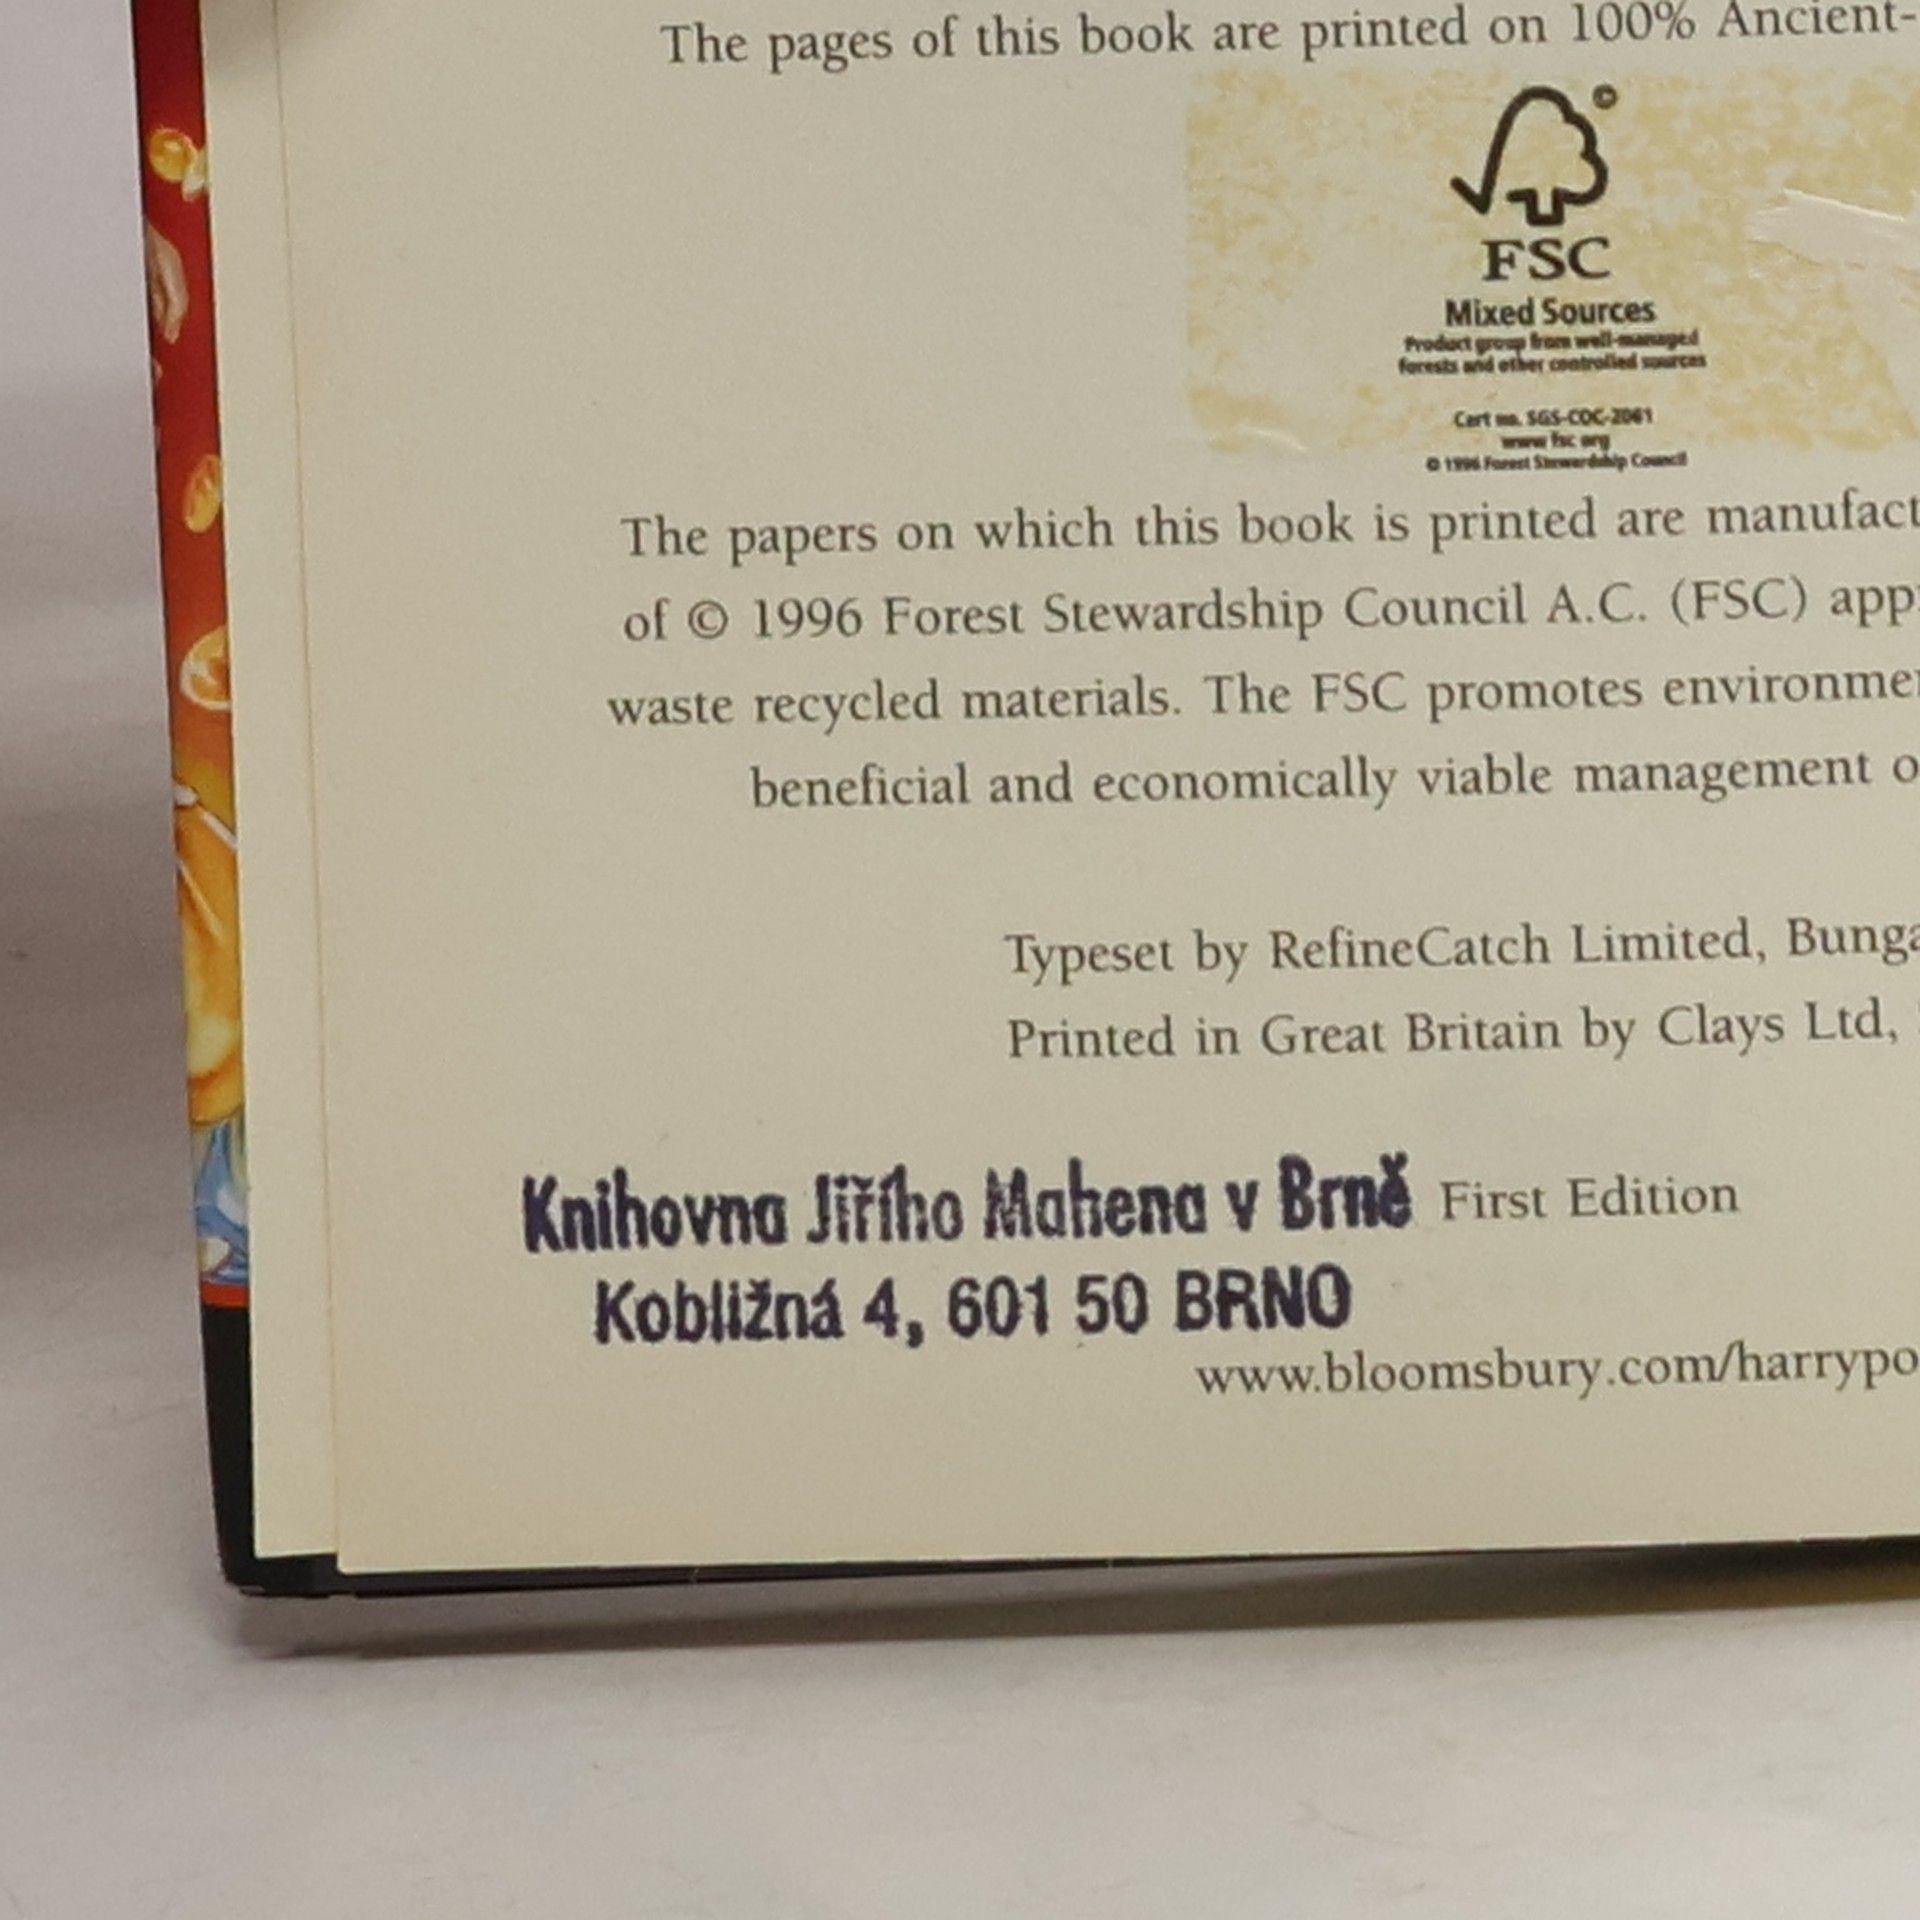 The pages of this book are printed on 100% Ancient-
©
FSC
Mixed Sources
Product group from well-managed
forests and other controlled sources
Cert no. SGS-COC-2061
www fsc org
© 1996 Forest Stewardship Council
The papers on which this book is printed are manufact
of © 1996 Forest Stewardship Council A.C. (FSC) app
waste recycled materials. The FSC promotes environme
beneficial and economically viable management o
Typeset by RefineCatch Limited, Bunga
Printed in Great Britain by Clays Ltd,
Knihovna Jiřího Mahena v Brně First Edition
Kobližná 4, 601 50 BRNO
www.bloomsbury.com/harrypo